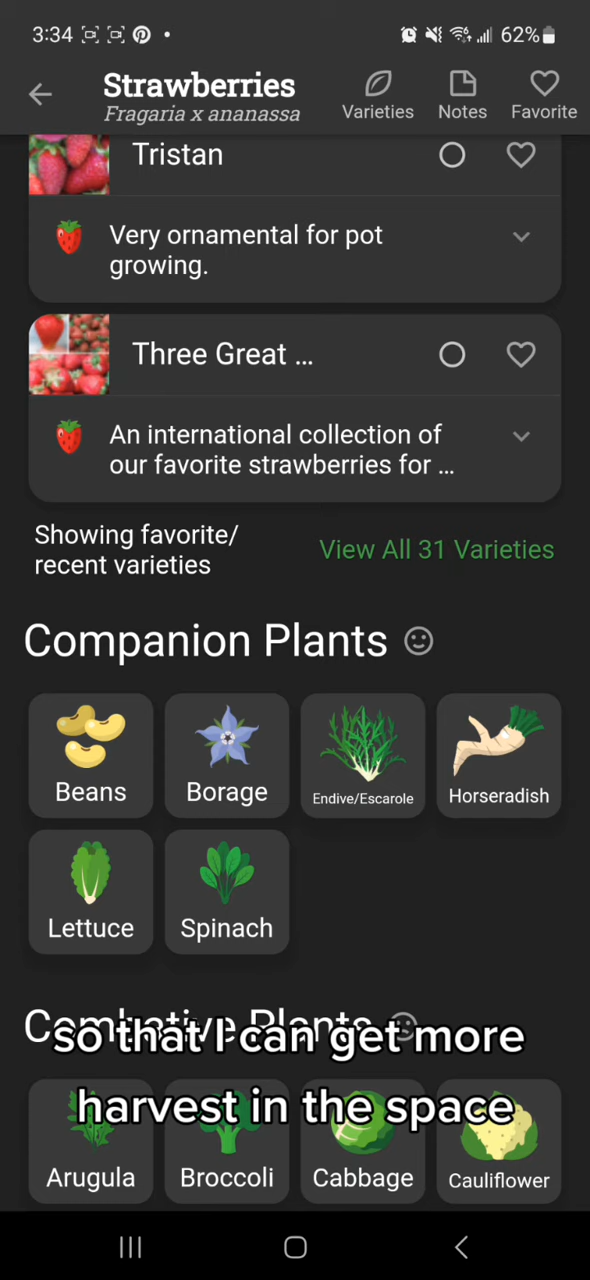 3:34
62%
Strawberries
Fragaria x ananassa
Varieties
Notes
Favorite
Tristan
Very ornamental for pot
growing.
Three Great ...
An international collection of
our favorite strawberries for ...
Showing favorite/
recent varieties
View All 31 Varieties
Companion Plants
Beans
Borage
Endive/Escarole
Horseradish
Lettuce
Spinach
Combative Plants
so that I can get more
harvest in the space
Arugula
Broccoli
Cabbage
Cauliflower